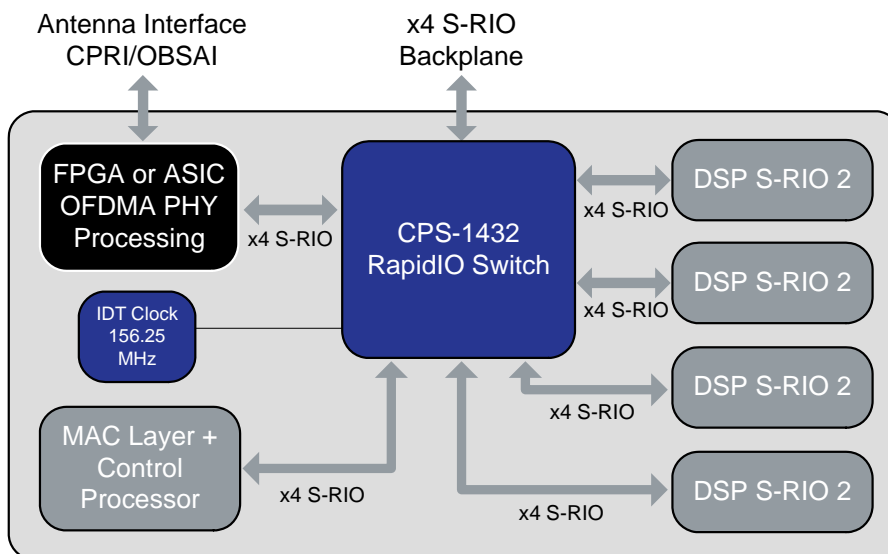 Antenna Interface
CPRI/OBSAI
x4 S-RIO
Backplane
FPGA or ASIC
OFDMA PHY
Processing
x4 S-RIO
CPS-1432
RapidIO Switch
x4 S-RIO
DSP S-RIO 2
x4 S-RIO
DSP S-RIO 2
IDT Clock
156.25
MHz
x4 S-RIO
DSP S-RIO 2
MAC Layer +
Control
Processor
x4 S-RIO
x4 S-RIO
DSP S-RIO 2